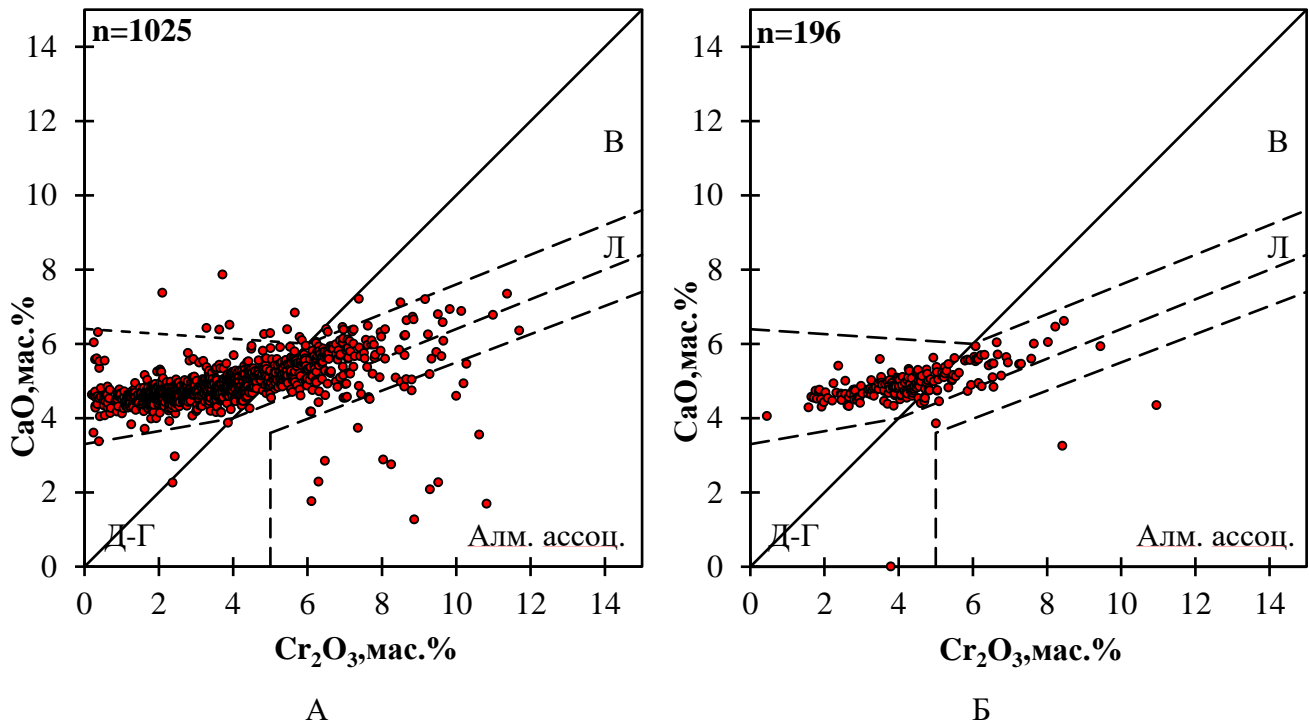 n=1025
14
12
В
10
Л
8
6
4
2
Д-Г
Алм. ассоц.
0
0 2 4 6 8 10 12 14
CaO,мас.%
Cr₂O₃,мас.%
А
n=196
14
12
В
10
Л
8
6
4
2
Д-Г
Алм. ассоц.
0
0 2 4 6 8 10 12 14
CaO,мас.%
Cr₂O₃,мас.%
Б